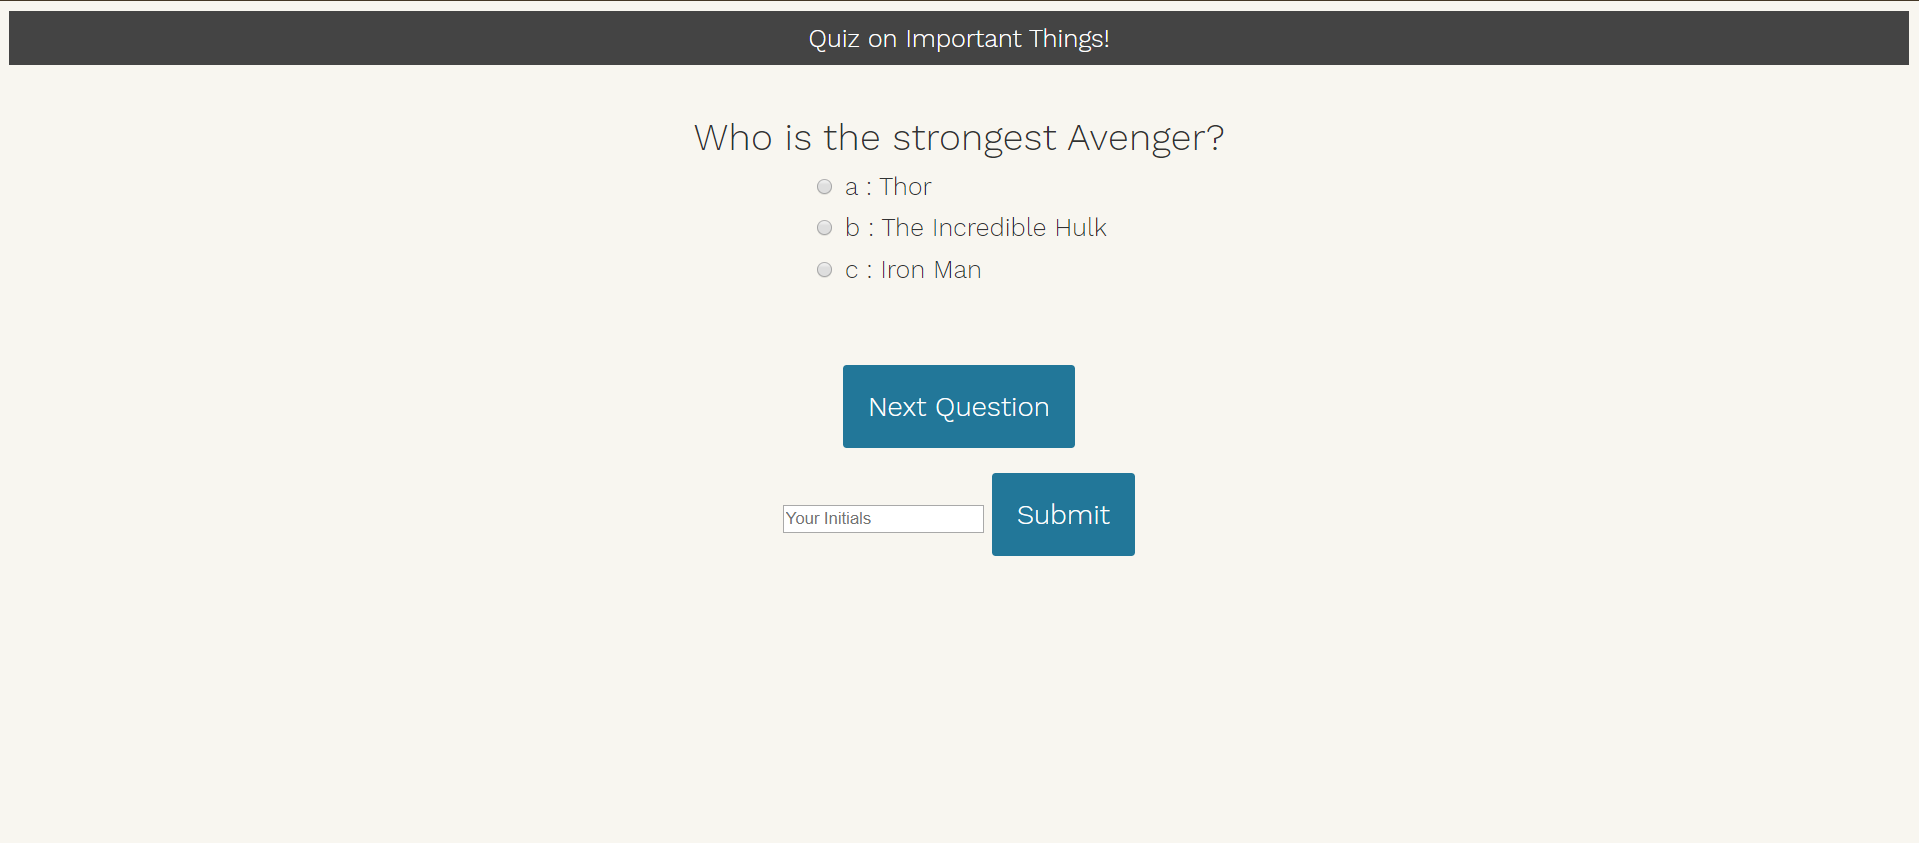 Quiz on Important Things!
Who is the strongest Avenger?
a : Thor
b : The Incredible Hulk
c : Iron Man
Next Question
Your Initials
Submit